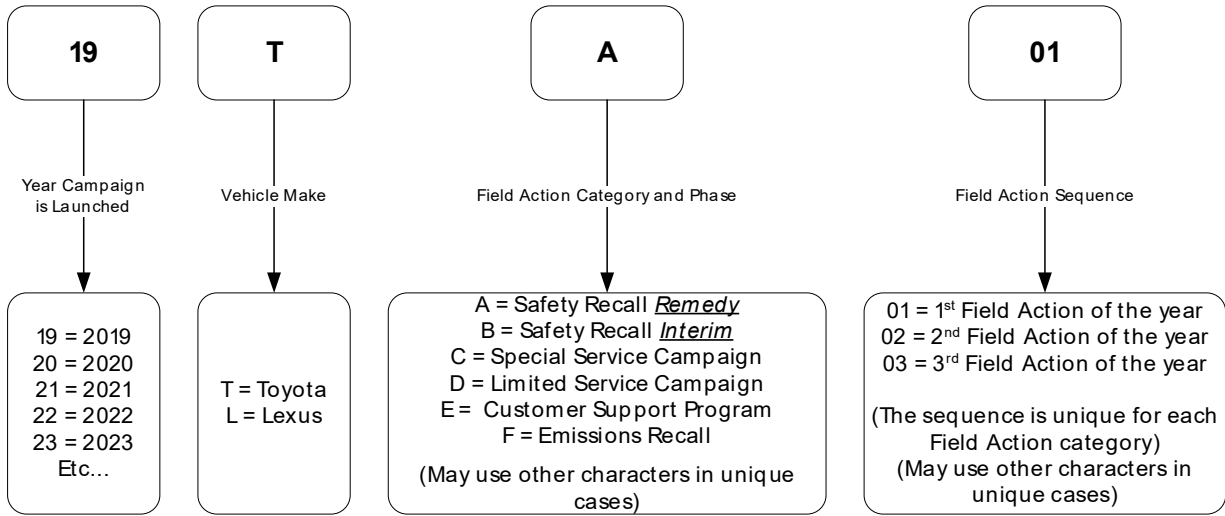 19
T
A
01
Year Campaign
is Launched
Vehicle Make
Field Action Category and Phase
Field Action Sequence
19 = 2019
20 = 2020
21 = 2021
22 = 2022
23 = 2023
Etc…
T = Toyota
L = Lexus
A = Safety Recall Remedy
B = Safety Recall Interim
C = Special Service Campaign
D = Limited Service Campaign
E = Customer Support Program
F = Emissions Recall
(May use other characters in unique
cases)
01 = 1st Field Action of the year
02 = 2nd Field Action of the year
03 = 3rd Field Action of the year
(The sequence is unique for each
Field Action category)
(May use other characters in
unique cases)